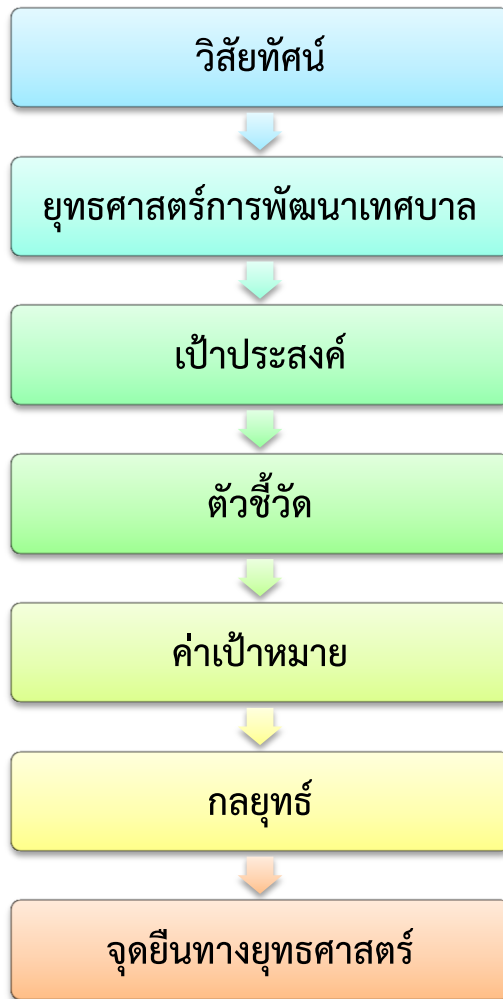 วิสัยทัศน์
ยุทธศาสตร์การพัฒนาเทศบาล
เป้าประสงค์
ตัวชี้วัด
ค่าเป้าหมาย
กลยุทธ์
จุดยืนทางยุทธศาสตร์